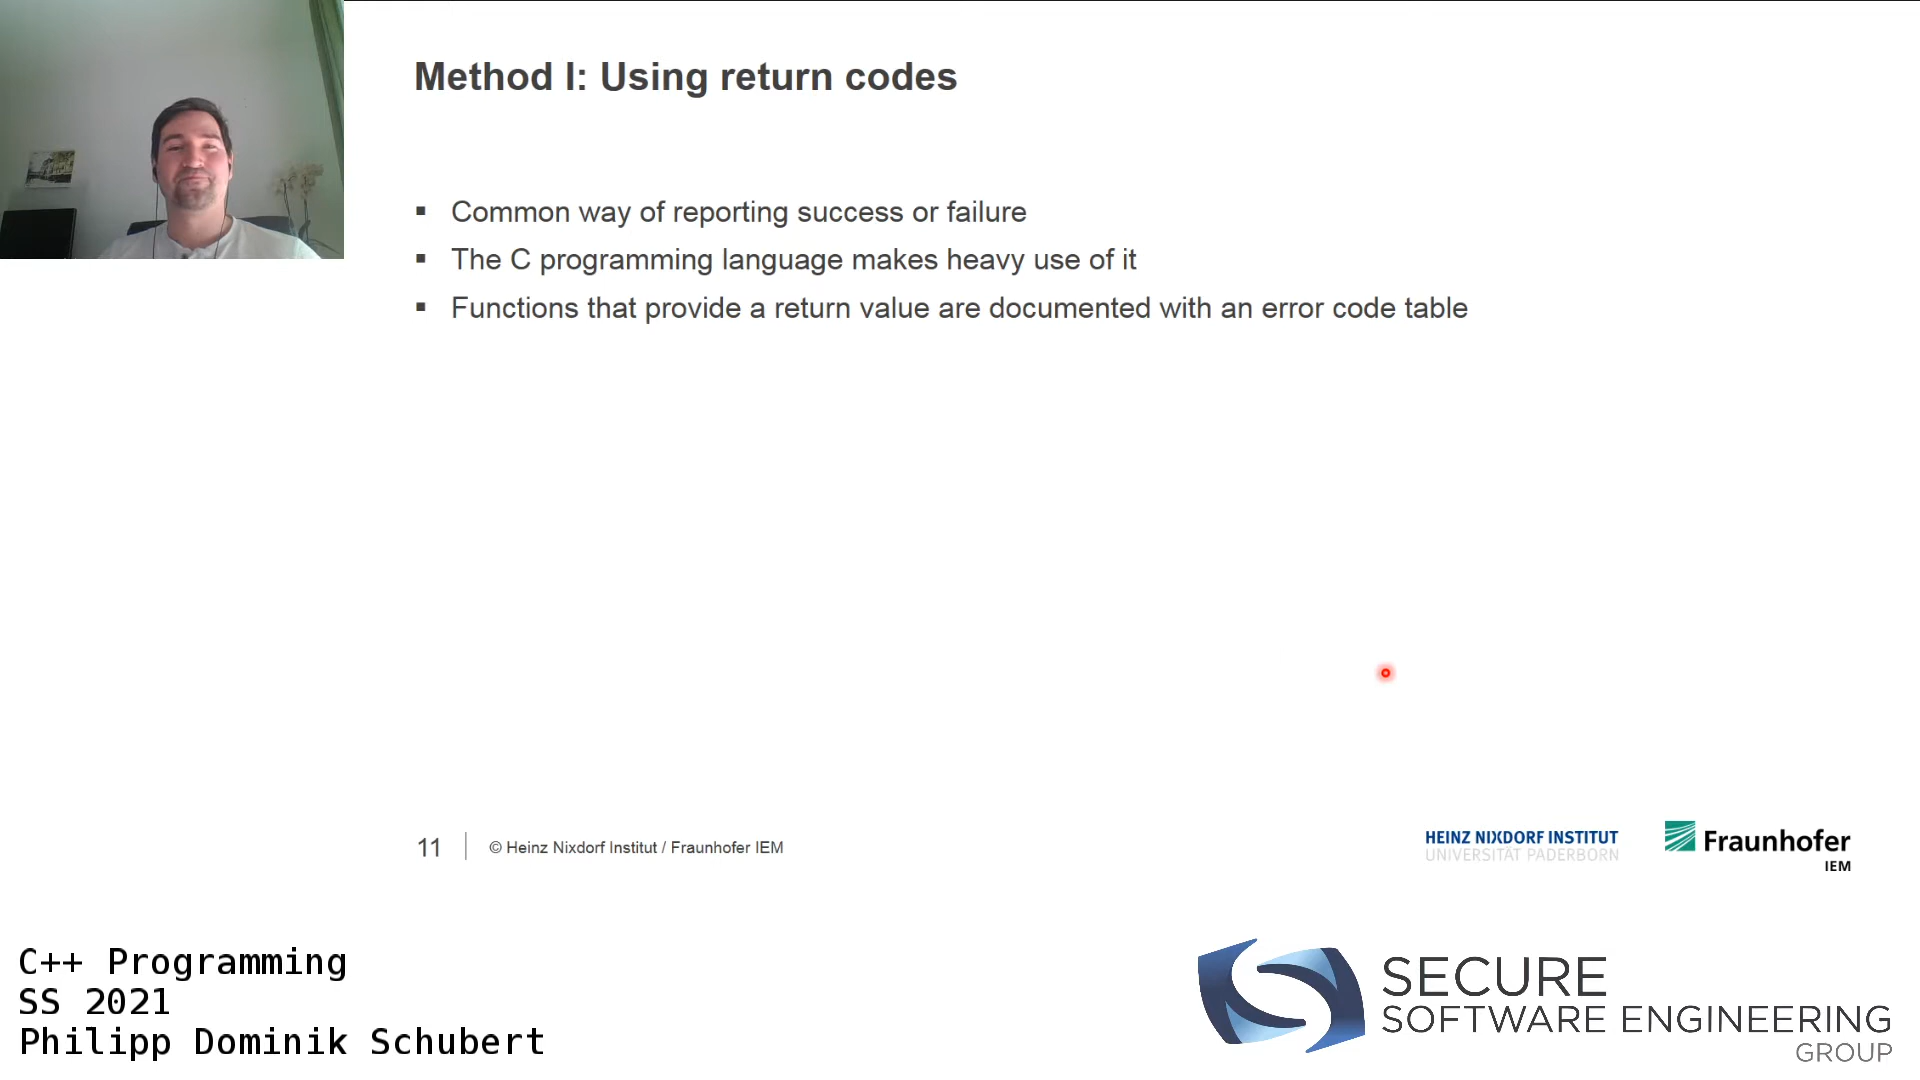 Method I: Using return codes
▪ Common way of reporting success or failure
▪ The C programming language makes heavy use of it
▪ Functions that provide a return value are documented with an error code table
11 © Heinz Nixdorf Institut / Fraunhofer IEM
HEINZ NIXDORF INSTITUT
UNIVERSITÄT PADERBORN
Fraunhofer
IEM
C++ Programming
SS 2021
Philipp Dominik Schubert
SECURE
SOFTWARE ENGINEERING
GROUP